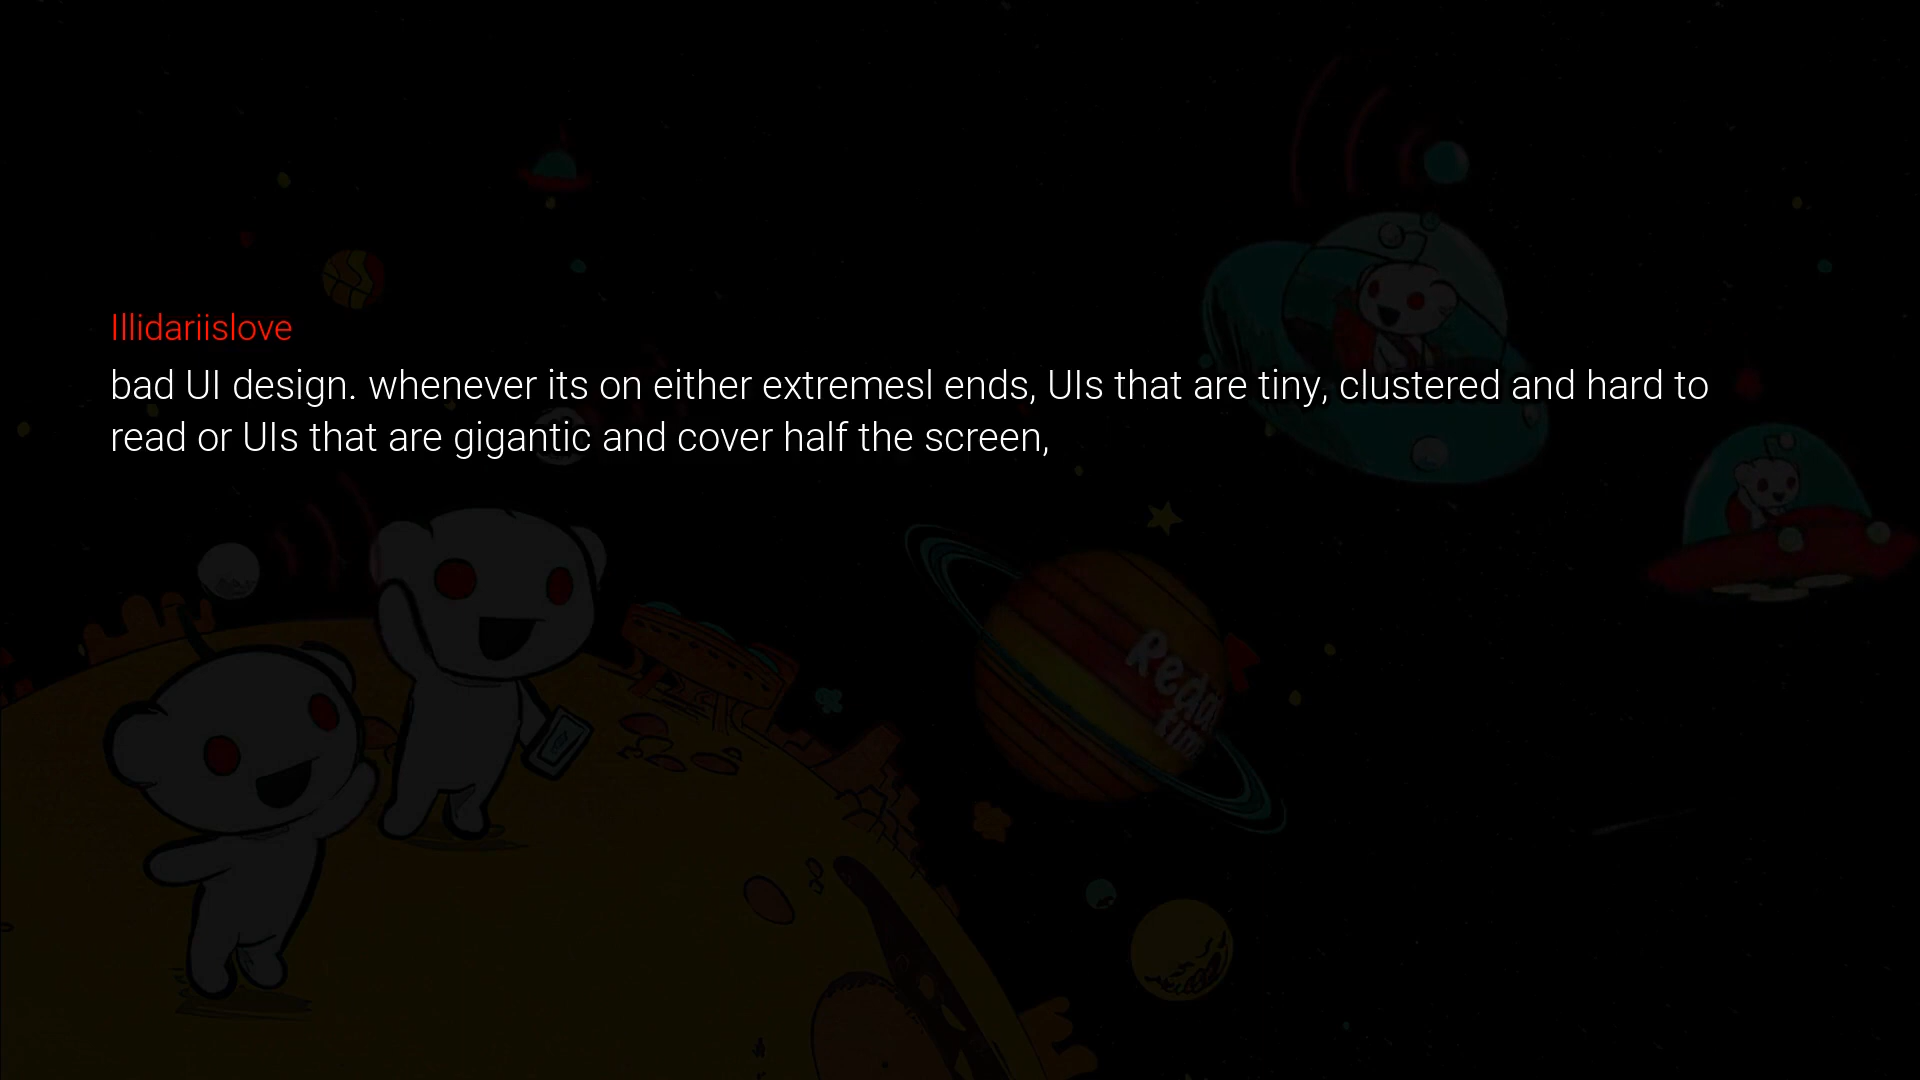 Illidariislove
bad UI design. whenever its on either extremesl ends, UIs that are tiny, clustered and hard to
read or UIs that are gigantic and cover half the screen,